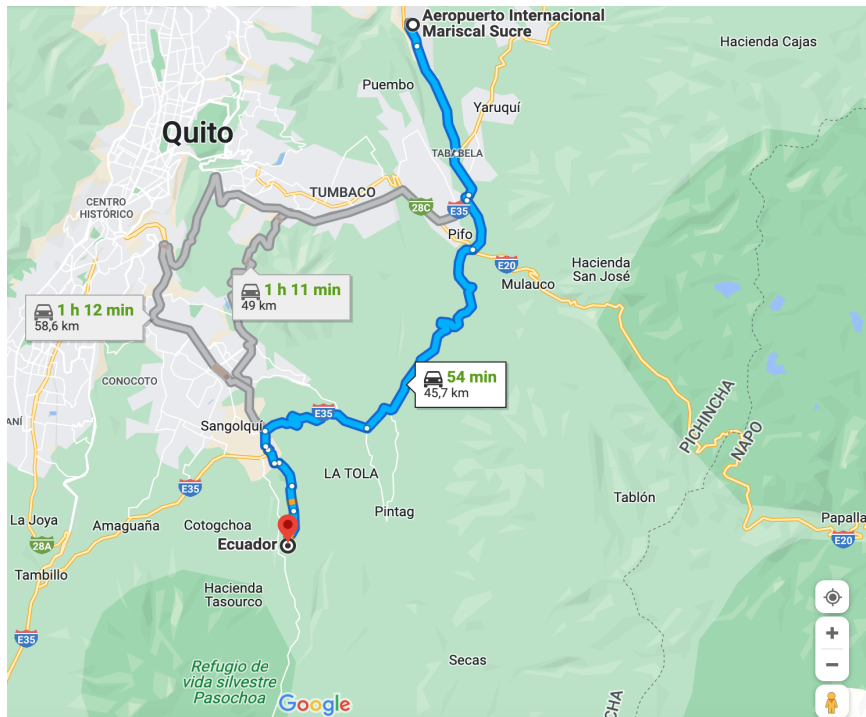 Aeropuerto Internacional
Mariscal Sucre
Hacienda Cajas
Puembo
Yaruquí
Quito
TABABELA
TUMBACO
CENTRO
HISTÓRICO
28C
E35
Pifo
E20
Mulauco
Hacienda
San José
1 h 11 min
49 km
1 h 12 min
58,6 km
54 min
45,7 km
CONOCOTO
ANÍ
Sangolquí
E35
PICHINCHA
NAPO
LA TOLA
E35
Tablón
Pintag
La Joya
Amaguaña
Cotogchoa
Papalla
28A
Ecuador
E20
Tambillo
Hacienda
Tasourco
E35
Secas
Refugio de
vida silvestre
Pasochoa
Google
CHA